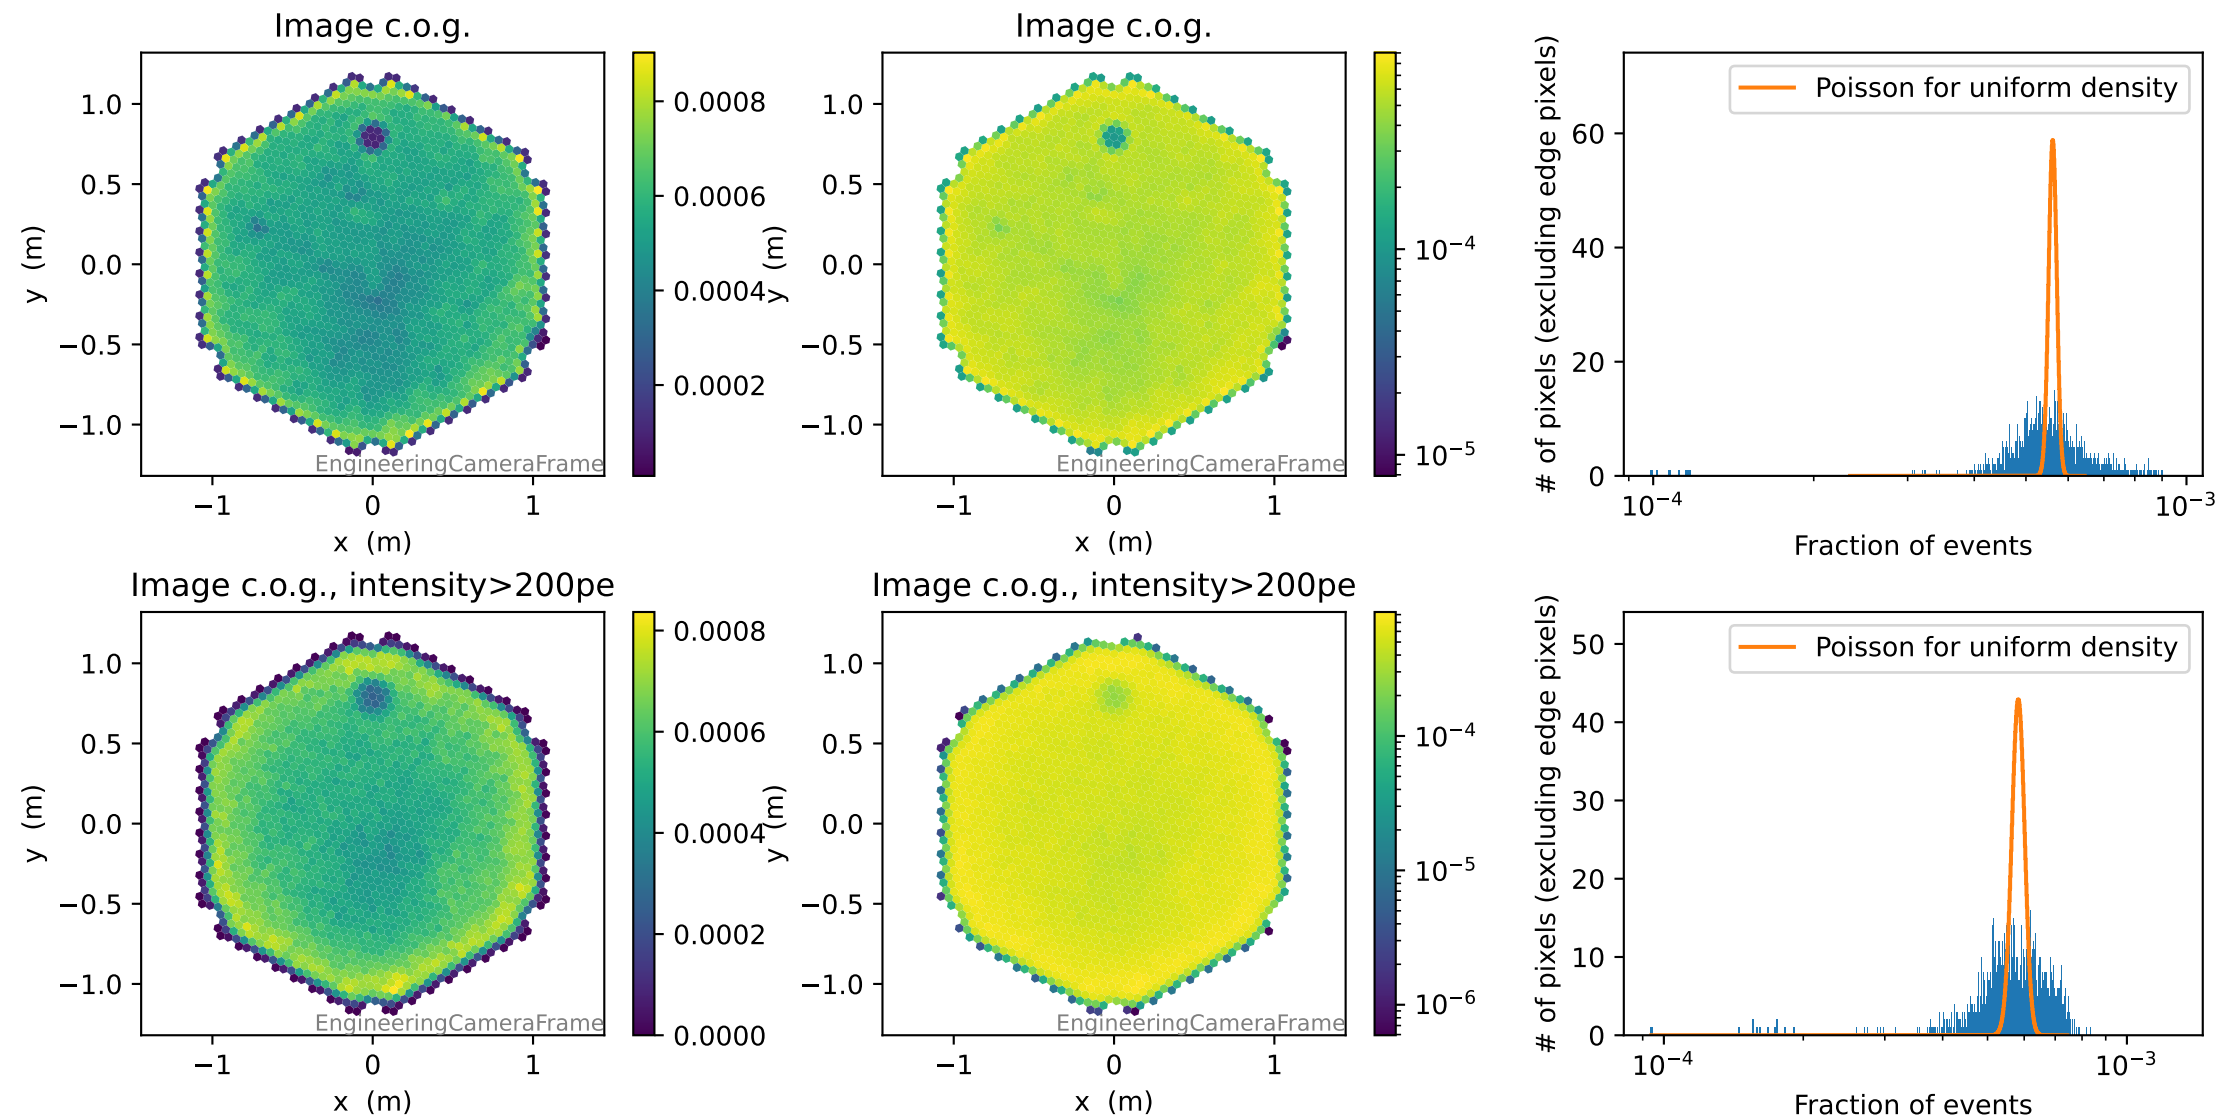 Image c.o.g.
y (m)
1.0
0.5
0.0
−0.5
−1.0
−1 0 1
x (m)
EngineeringCameraFrame
0.0008
0.0006
0.0004
0.0002
Image c.o.g.
y (m)
1.0
0.5
0.0
−0.5
−1.0
−1 0 1
x (m)
EngineeringCameraFrame
10⁻⁴
10⁻⁵
# of pixels (excluding edge pixels)
60
40
20
0
Poisson for uniform density
10⁻⁴ 10⁻³
Fraction of events
Image c.o.g., intensity>200pe
y (m)
1.0
0.5
0.0
−0.5
−1.0
−1 0 1
x (m)
EngineeringCameraFrame
0.0008
0.0006
0.0004
0.0002
0.0000
Image c.o.g., intensity>200pe
y (m)
1.0
0.5
0.0
−0.5
−1.0
−1 0 1
x (m)
EngineeringCameraFrame
10⁻⁴
10⁻⁵
10⁻⁶
# of pixels (excluding edge pixels)
50
40
30
20
10
0
Poisson for uniform density
10⁻⁴ 10⁻³
Fraction of events